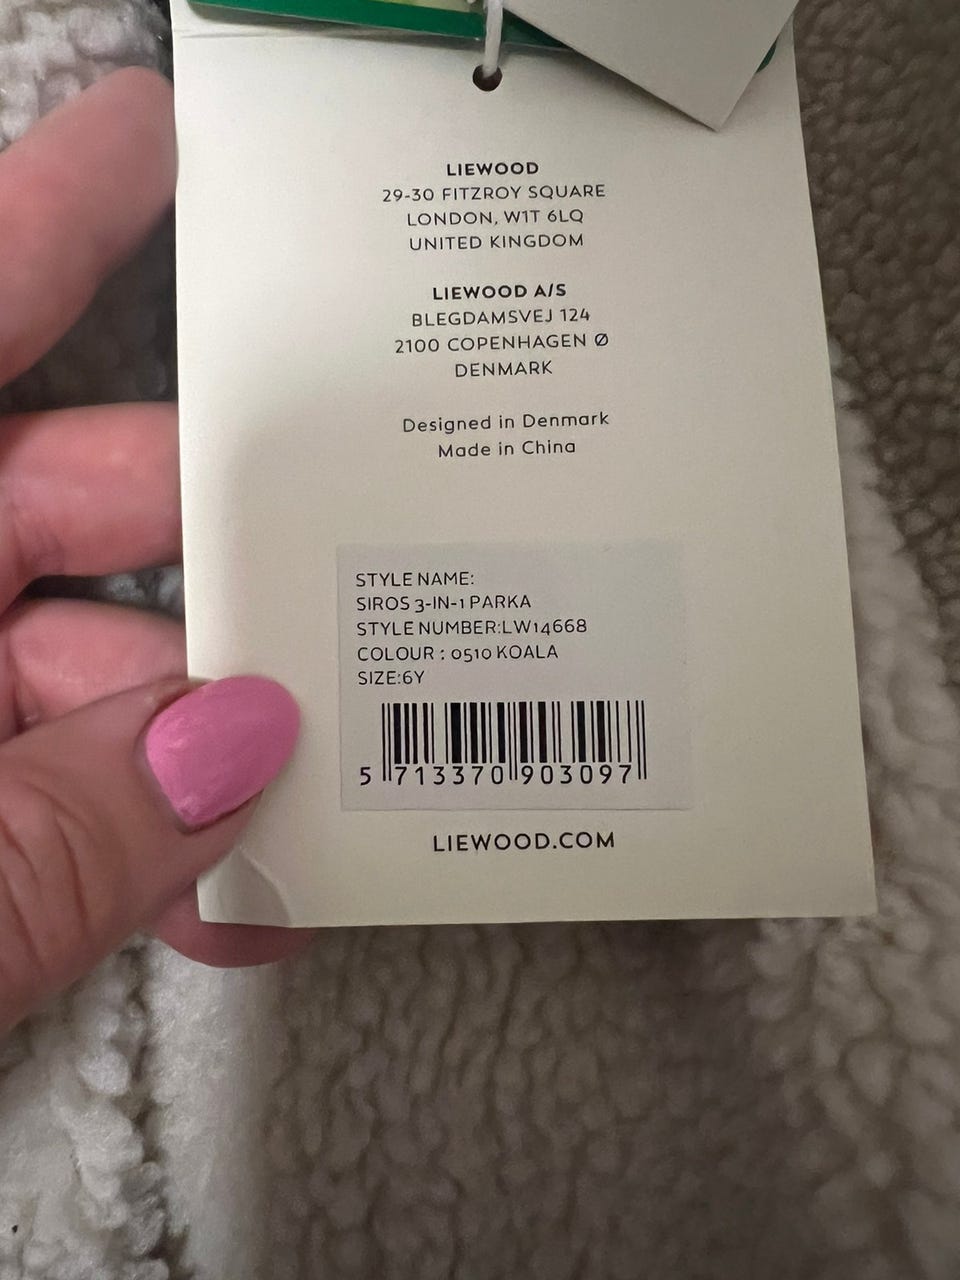 LIEWOOD
29-30 FITZROY SQUARE
LONDON, W1T 6LQ
UNITED KINGDOM
LIEWOOD A/S
BLEGDAMSVEJ 124
2100 COPENHAGEN Ø
DENMARK
Designed in Denmark
Made in China
STYLE NAME:
SIROS 3-IN-1 PARKA
STYLE NUMBER:LW14668
COLOUR : 0510 KOALA
SIZE:6Y
5 713370 903097
LIEWOOD.COM